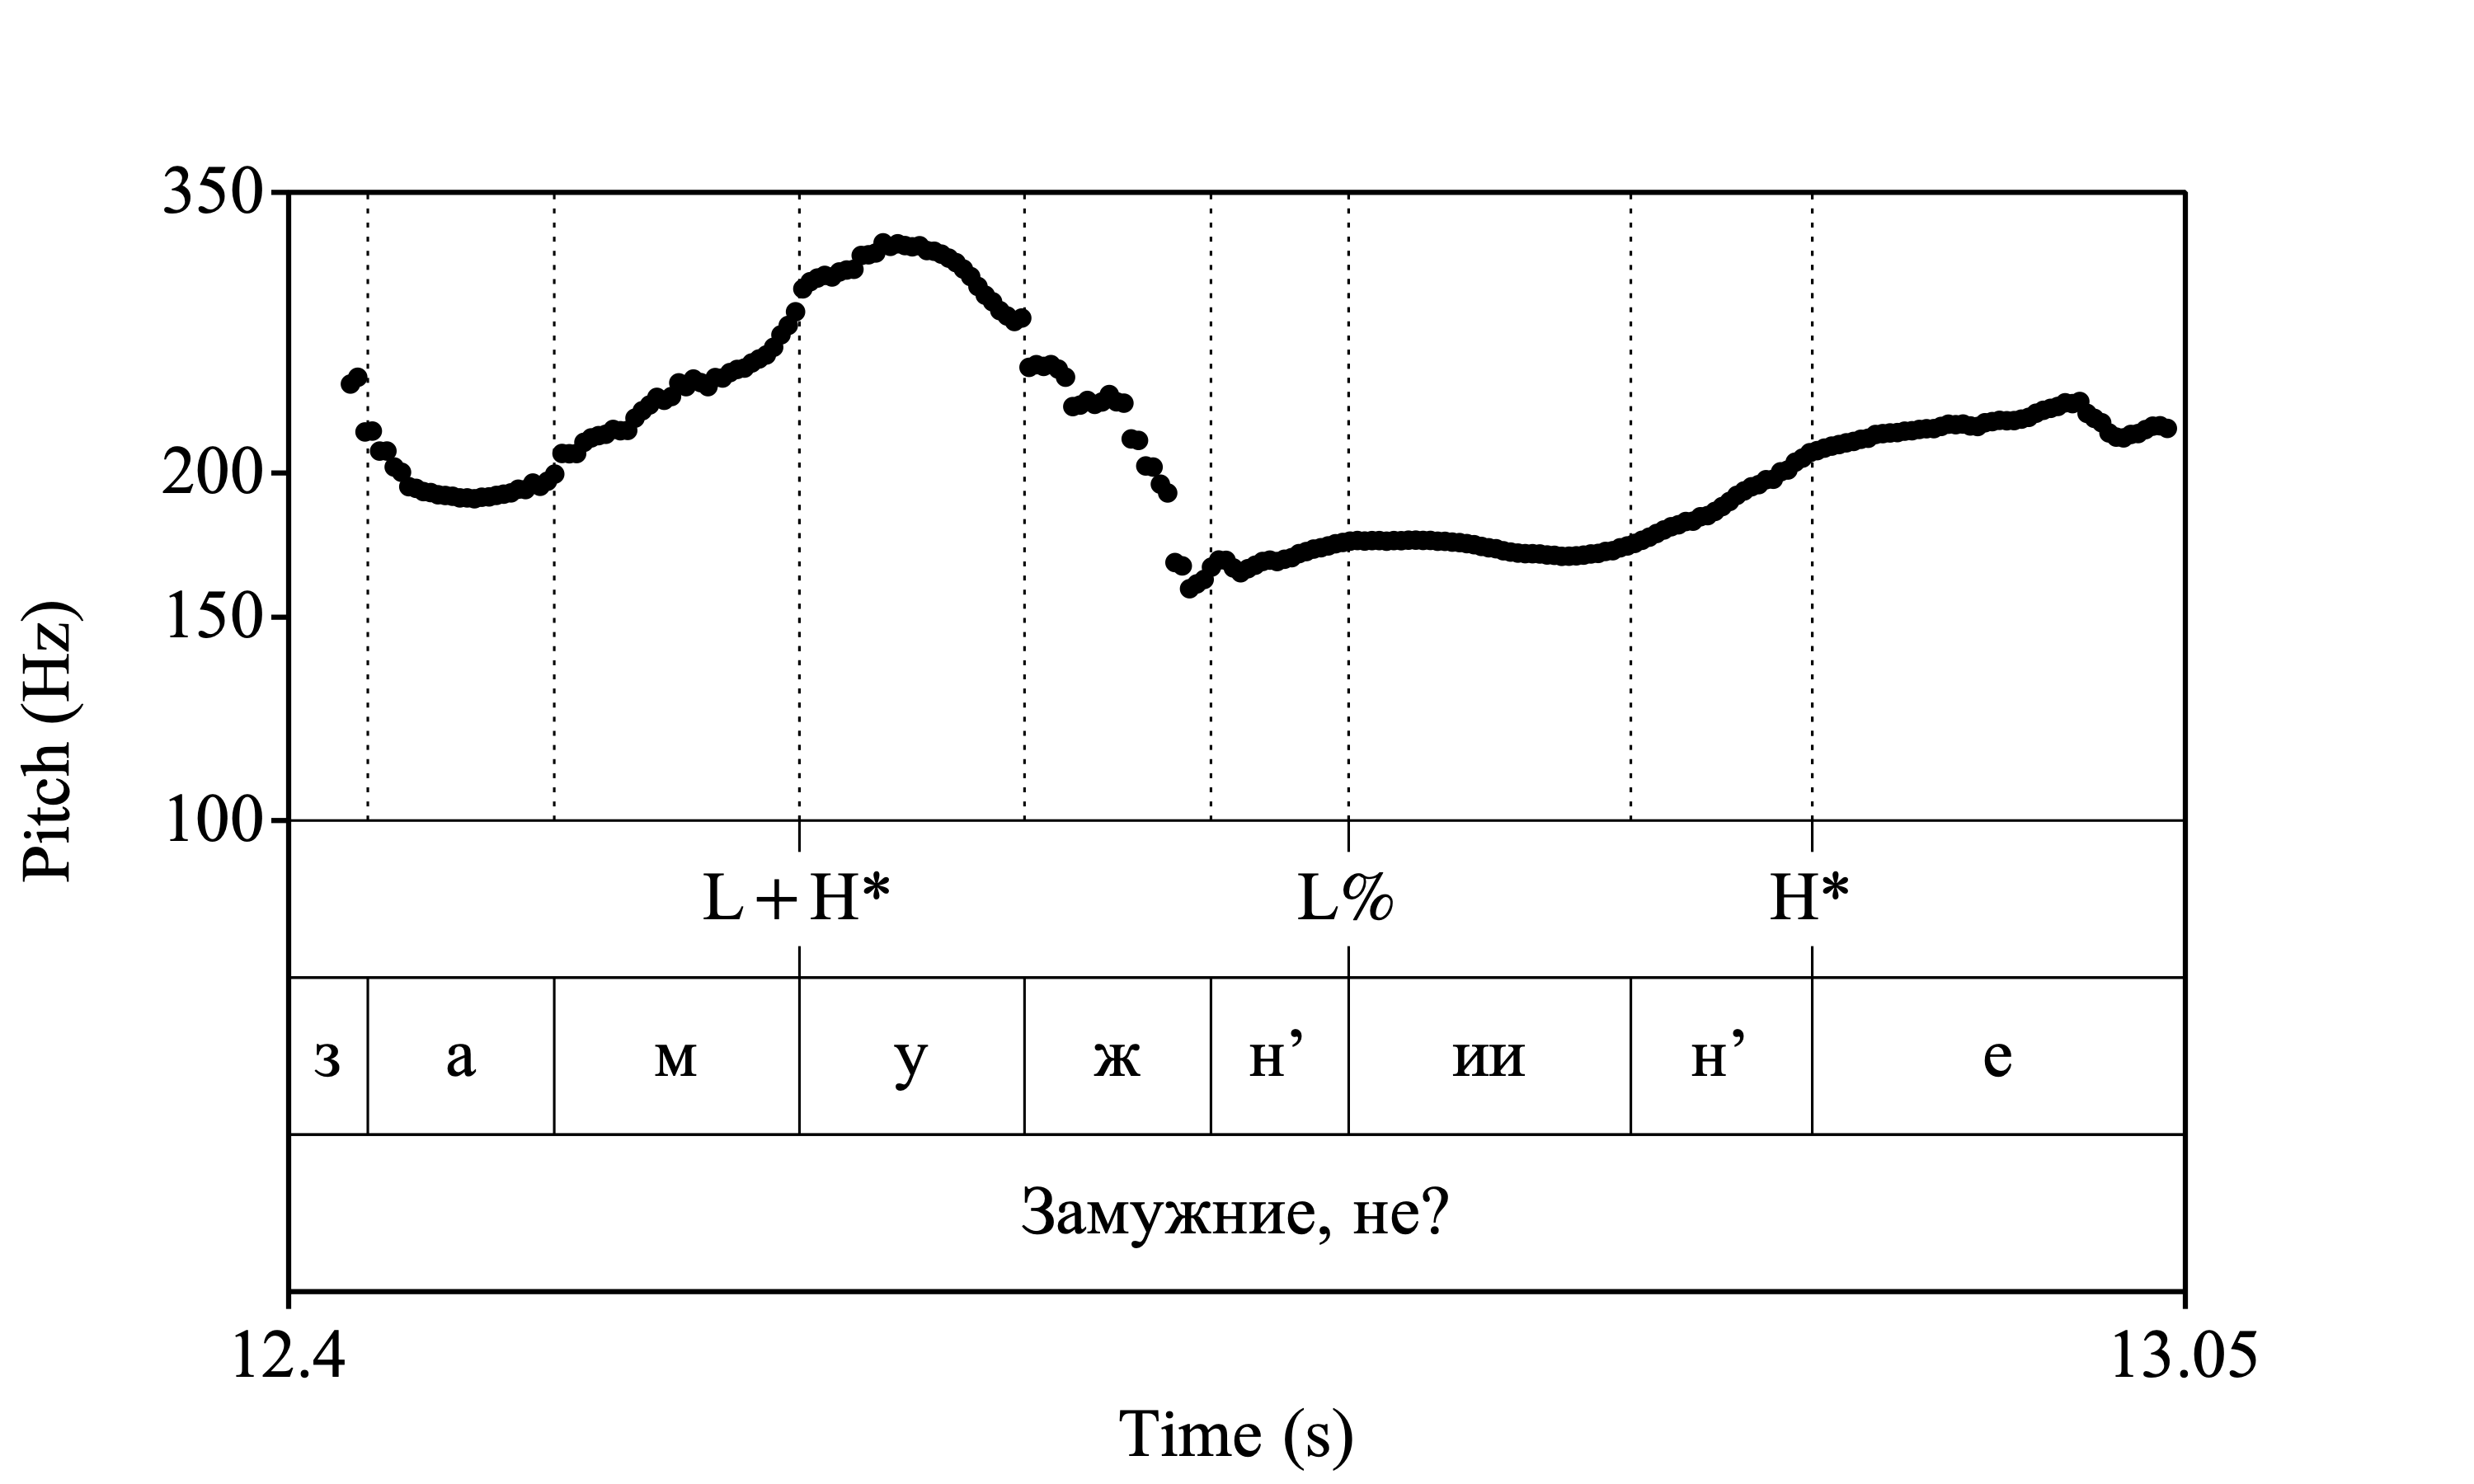 350
200
150
100
Pitch (Hz)
L+H* L% H*
з а м у ж н’ ии н’ е
Замужние, не?
12.4 13.05
Time (s)